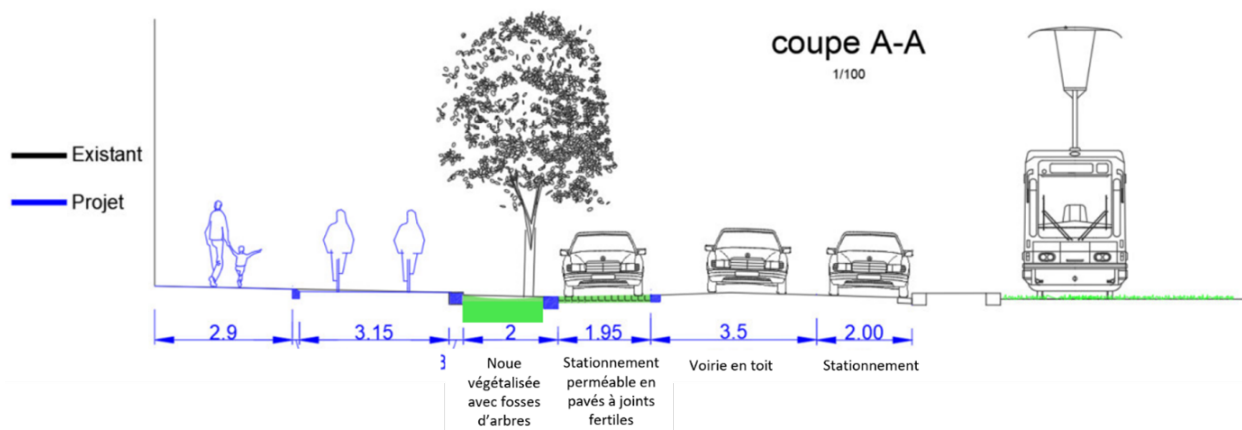 coupe A-A
1/100
Existant
Projet
2.9
3.15
2
1.95
3.5
2.00
Noue
végétalisée
avec fosses
d'arbres
Stationnement
perméable en
pavés à joints
fertiles
Voirie en toit
Stationnement